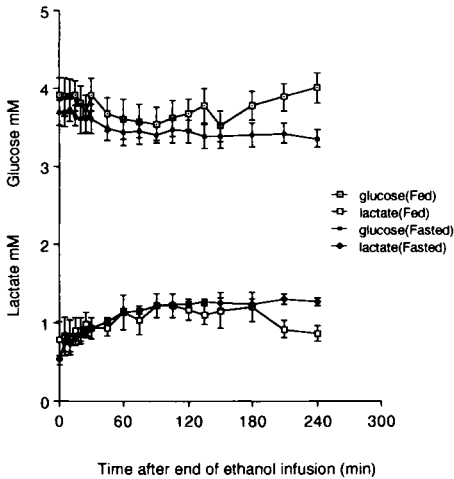 5
4
3
2
1
0
Glucose mM
Lactate mM
glucose(Fed)
lactate(Fed)
glucose(Fasted)
lactate(Fasted)
0 60 120 180 240 300
Time after end of ethanol infusion (min)